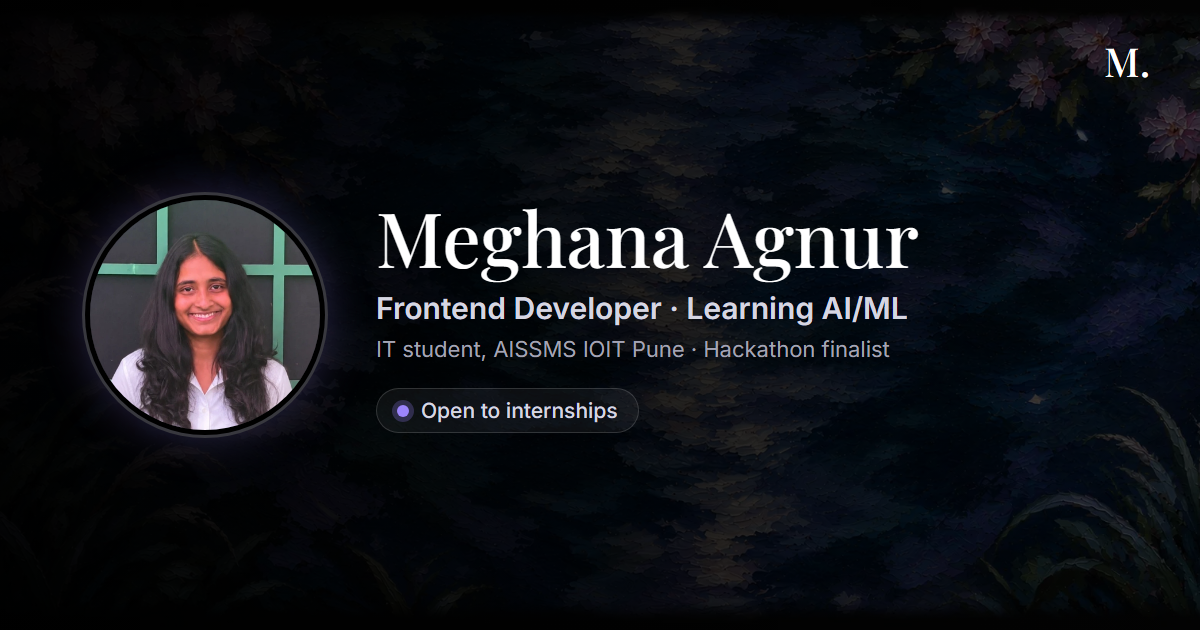 M.
Meghana Agnur
Frontend Developer · Learning AI/ML
IT student, AISSMS IOIT Pune · Hackathon finalist
Open to internships